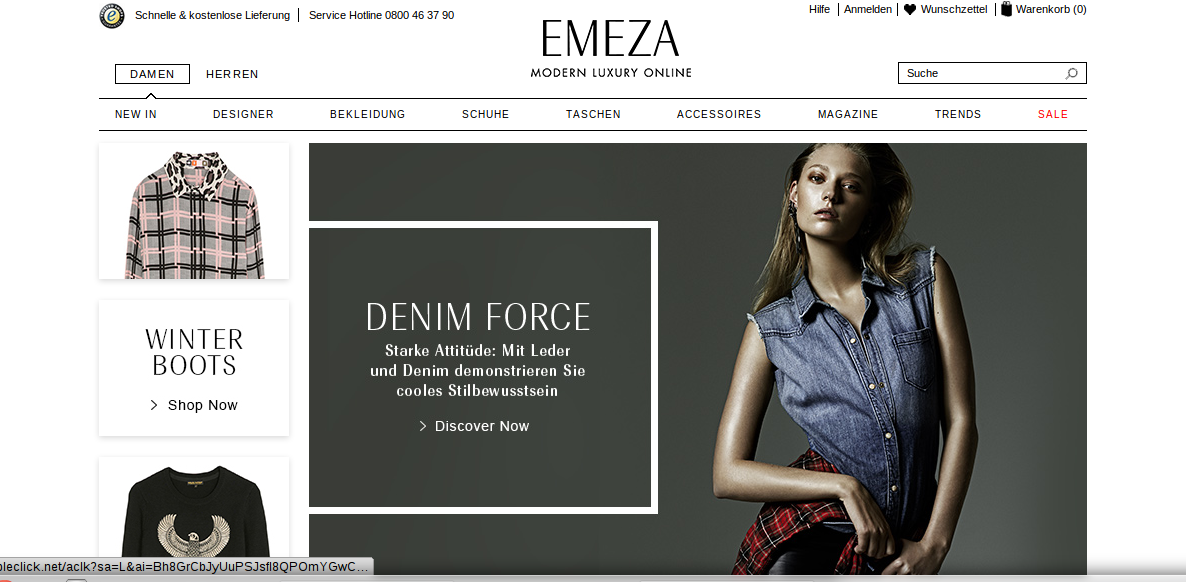 Schnelle & kostenlose Lieferung
Service Hotline 0800 46 37 90
Hilfe
Anmelden
Wunschzettel
Warenkorb (0)
EMEZA
MODERN LUXURY ONLINE
DAMEN
HERREN
Suche
NEW IN
DESIGNER
BEKLEIDUNG
SCHUHE
TASCHEN
ACCESSOIRES
MAGAZINE
TRENDS
SALE
WINTER
BOOTS
Shop Now
DENIM FORCE
Starke Attitüde: Mit Leder
und Denim demonstrieren Sie
cooles Stilbewusstsein
Discover Now
bleclick.net/aclk?sa=L&ai=Bh8GrCbJyUuPSJsfl8QPOmYGwC...